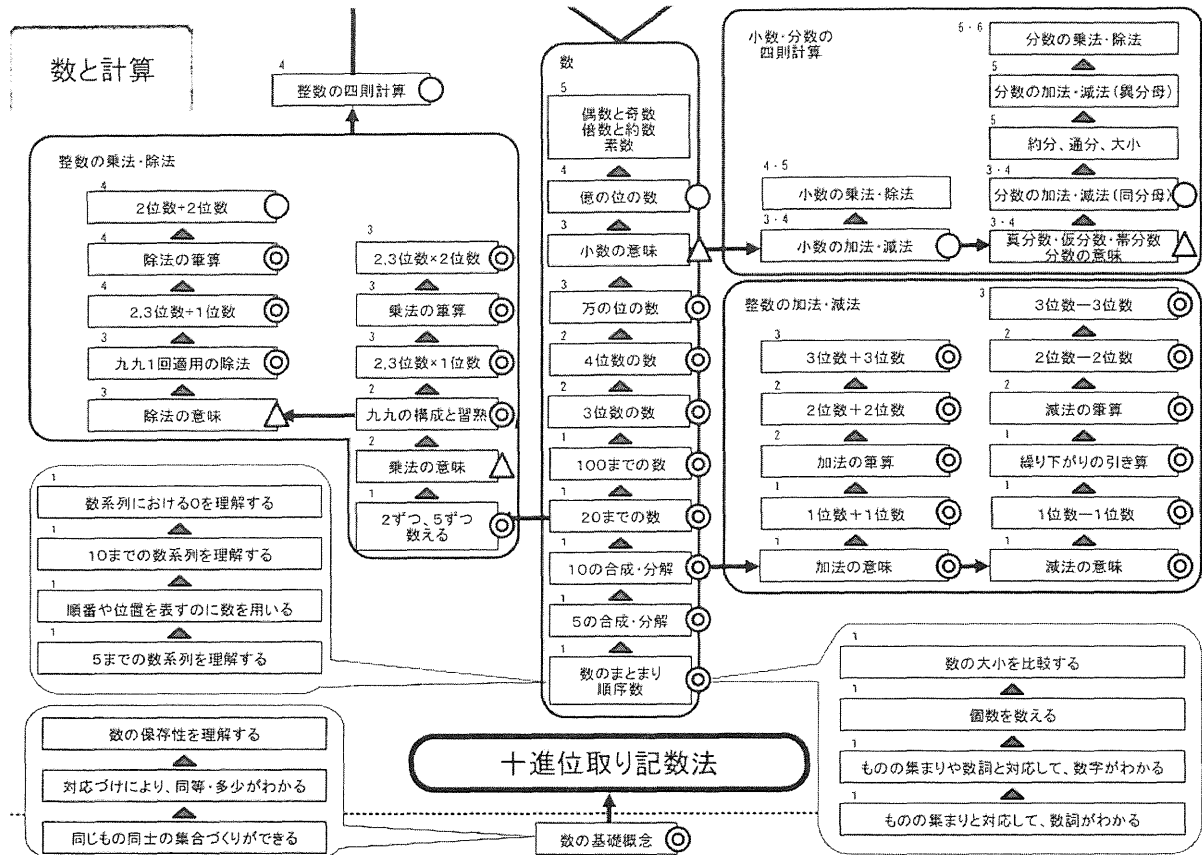 数と計算
4
整数の四則計算
整数の乗法・除法
4
2位数÷2位数
4
除法の筆算
4
2,3位数÷1位数
3
九九1回適用の除法
3
除法の意味
3
2,3位数×2位数
3
乗法の筆算
3
2,3位数×1位数
2
九九の構成と習熟
2
乗法の意味
1
2ずつ、5ずつ
数える
数
5
偶数と奇数
倍数と約数
素数
4
億の位の数
3
小数の意味
3
万の位の数
2
4位数の数
2
3位数の数
1
100までの数
1
20までの数
1
10の合成・分解
1
5の合成・分解
1
数のまとまり
順序数
小数・分数の
四則計算
5・6
分数の乗法・除法
5
分数の加法・減法(異分母)
5
約分、通分、大小
3・4
分数の加法・減法(同分母)
3・4
真分数・仮分数・帯分数
分数の意味
4・5
小数の乗法・除法
3・4
小数の加法・減法
整数の加法・減法
3
3位数+3位数
2
2位数+2位数
2
加法の筆算
1
1位数+1位数
1
加法の意味
3
3位数ー3位数
2
2位数ー2位数
2
減法の筆算
1
繰り下がりの引き算
1
1位数ー1位数
1
減法の意味
1
数系列における0を理解する
1
10までの数系列を理解する
1
順番や位置を表すのに数を用いる
1
5までの数系列を理解する
数の保存性を理解する
対応づけにより、同等・多少がわかる
同じもの同士の集合づくりができる
十進位取り記数法
数の基礎概念
1
数の大小を比較する
1
個数を数える
1
ものの集まりや数詞と対応して、数字がわかる
1
ものの集まりと対応して、数詞がわかる